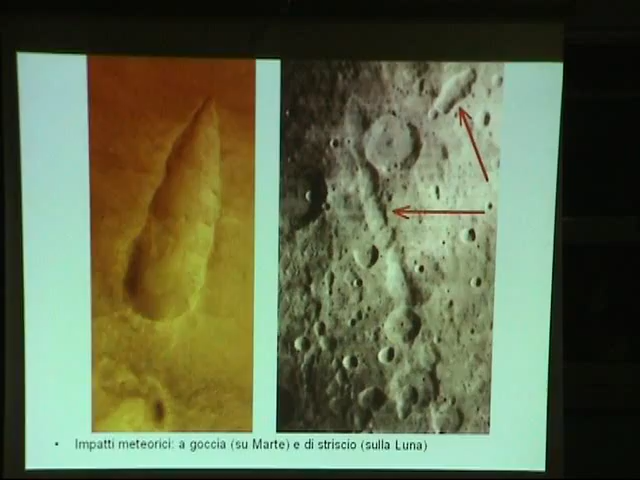 • Impatti meteorici: a goccia (su Marte) e di striscio (sulla Luna)